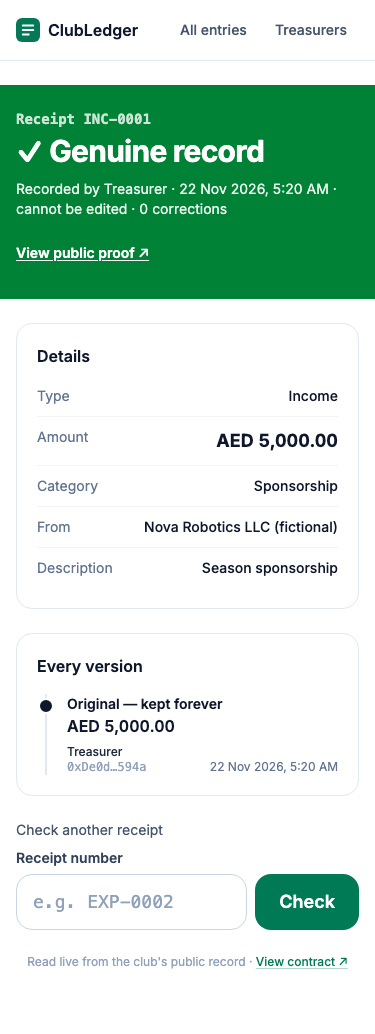 ClubLedger All entries Treasurers
Receipt INC-0001
✓ Genuine record
Recorded by Treasurer · 22 Nov 2026, 5:20 AM ·
cannot be edited · 0 corrections
View public proof ↗
Details
Type Income
Amount AED 5,000.00
Category Sponsorship
From Nova Robotics LLC (fictional)
Description Season sponsorship
Every version
Original — kept forever
AED 5,000.00
Treasurer
0xDe0d…594a 22 Nov 2026, 5:20 AM
Check another receipt
Receipt number
e.g. EXP-0002 Check
Read live from the club's public record · View contract ↗